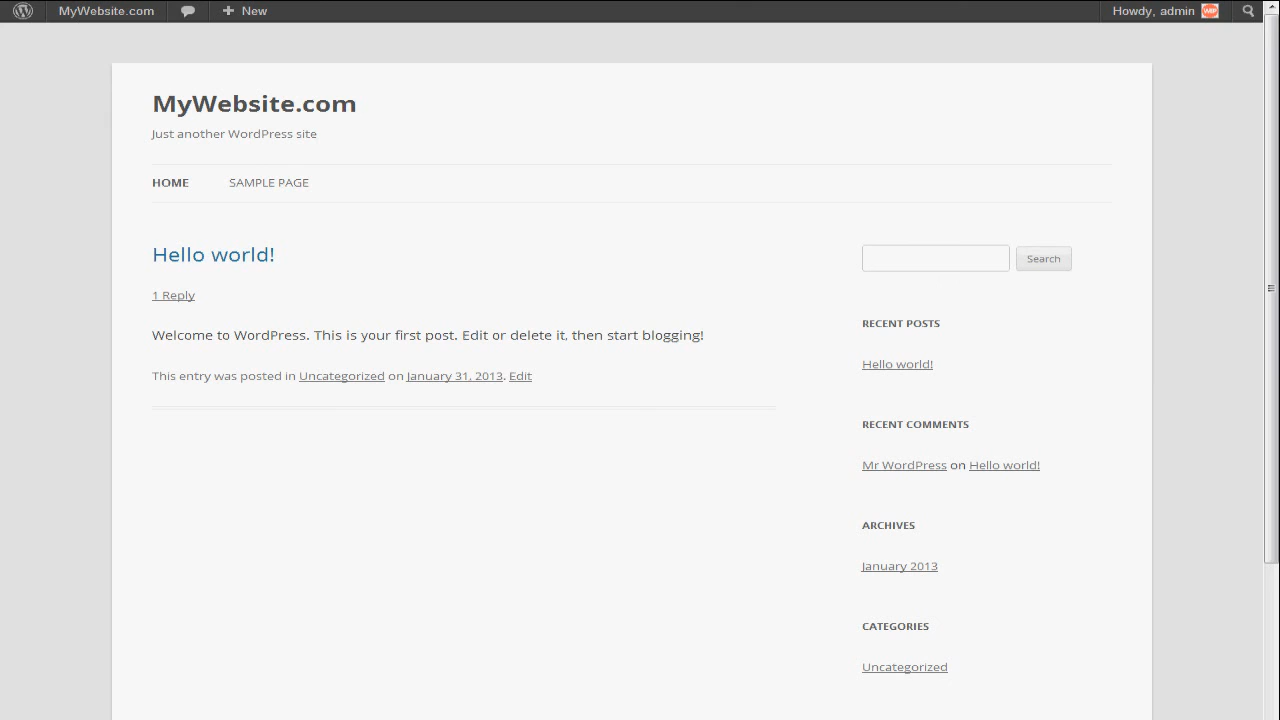 MyWebsite.com New Howdy, admin
MyWebsite.com
Just another WordPress site
HOME SAMPLE PAGE
Hello world!
1 Reply
Welcome to WordPress. This is your first post. Edit or delete it, then start blogging!
This entry was posted in Uncategorized on January 31, 2013. Edit
Search
RECENT POSTS
Hello world!
RECENT COMMENTS
Mr WordPress on Hello world!
ARCHIVES
January 2013
CATEGORIES
Uncategorized